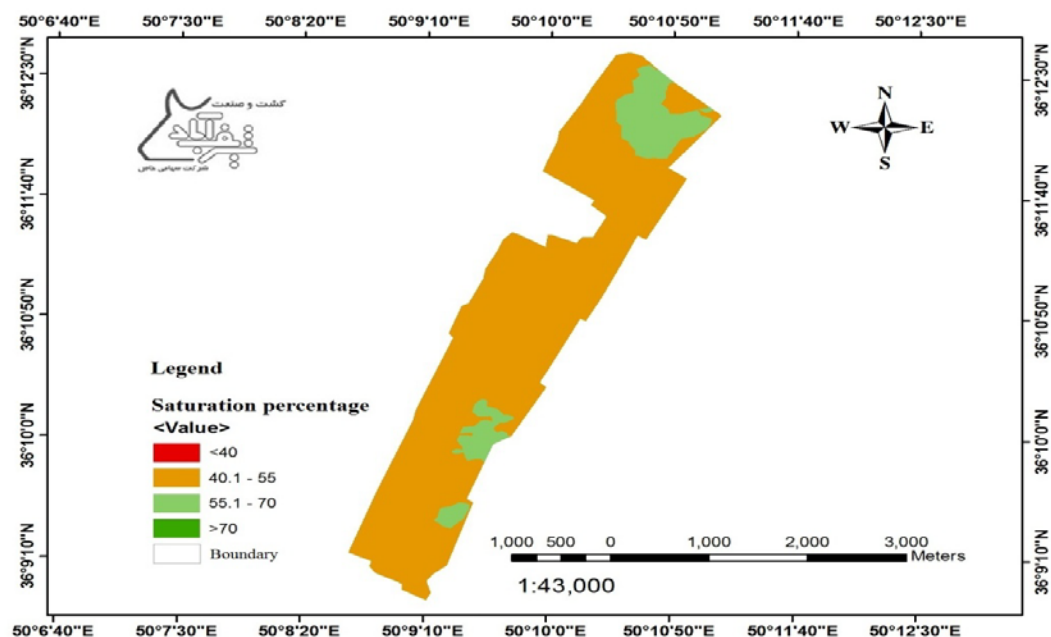 50°6'40"E 50°7'30"E 50°8'20"E 50°9'10"E 50°10'0"E 50°10'50"E 50°11'40"E 50°12'30"E
36°12'30"N
36°11'40"N
36°10'50"N
36°10'0"N
36°9'10"N
کشت و صنعت
شریف آباد
شرکت سهامی خاص
N
W E
S
36°12'30"N
36°11'40"N
36°10'50"N
36°10'0"N
36°9'10"N
Legend
Saturation percentage
<Value>
<40
40.1 - 55
55.1 - 70
>70
Boundary
1,000 500 0 1,000 2,000 3,000
Meters
1:43,000
50°6'40"E 50°7'30"E 50°8'20"E 50°9'10"E 50°10'0"E 50°10'50"E 50°11'40"E 50°12'30"E